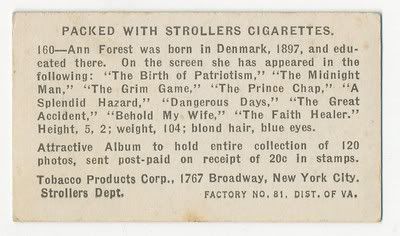 PACKED WITH STROLLERS CIGARETTES.
160—Ann Forest was born in Denmark, 1897, and edu-
cated there. On the screen she has appeared in the
following: "The Birth of Patriotism," "The Midnight
Man," "The Grim Game," "The Prince Chap," "A
Splendid Hazard," "Dangerous Days," "The Great
Accident," "Behold My Wife," "The Faith Healer."
Height, 5, 2; weight, 104; blond hair, blue eyes.
Attractive Album to hold entire collection of 120
photos, sent post-paid on receipt of 20c in stamps.
Tobacco Products Corp., 1767 Broadway, New York City.
Strollers Dept. FACTORY NO. 81, DIST. OF VA.